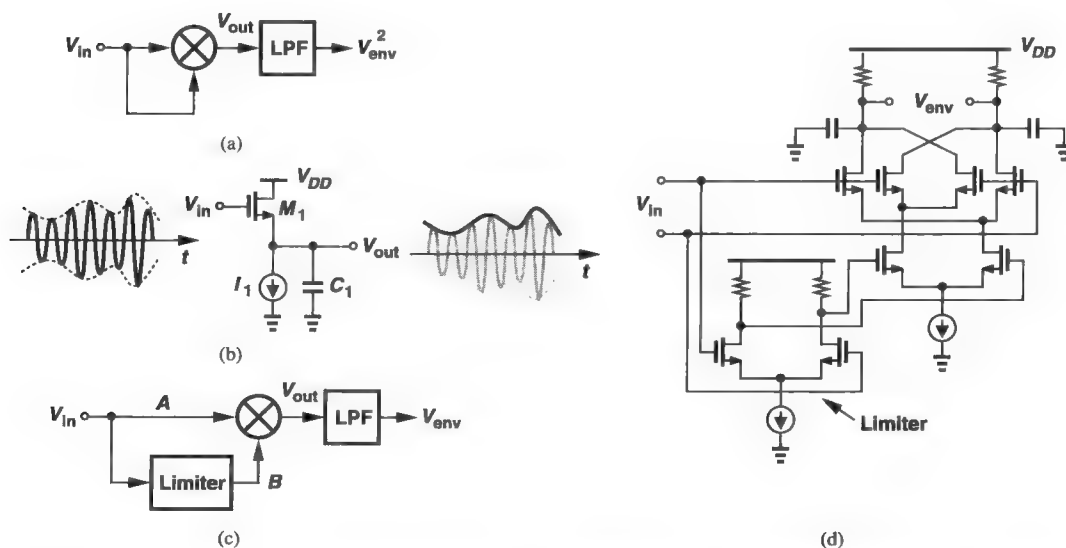 V_in
V_out
LPF
V_env^2
(a)
V_DD
V_in
M_1
t
V_out
I_1
C_1
t
(b)
V_in
A
V_out
LPF
V_env
Limiter
B
(c)
V_DD
V_env
V_in
Limiter
(d)